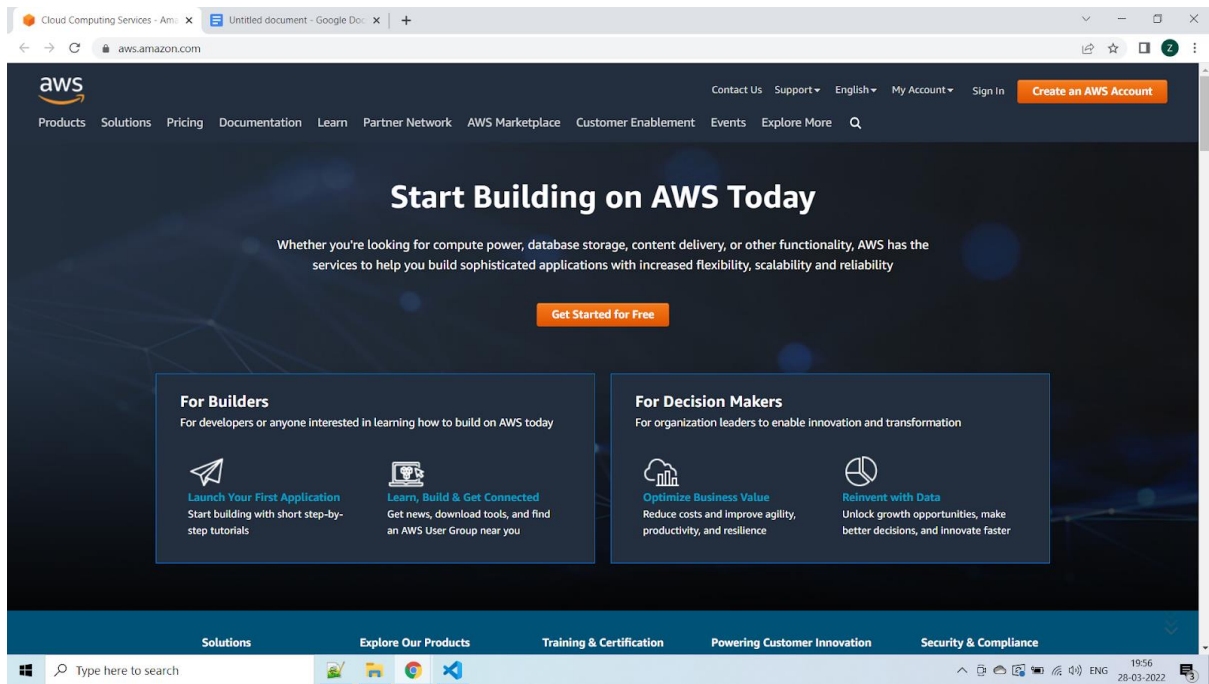 Cloud Computing Services - Ama
Untitled document - Google Doc
aws.amazon.com
Z
aws
Contact Us Support English My Account Sign In Create an AWS Account
Products Solutions Pricing Documentation Learn Partner Network AWS Marketplace Customer Enablement Events Explore More
Start Building on AWS Today
Whether you're looking for compute power, database storage, content delivery, or other functionality, AWS has the
services to help you build sophisticated applications with increased flexibility, scalability and reliability
Get Started for Free
For Builders
For developers or anyone interested in learning how to build on AWS today
Launch Your First Application
Start building with short step-by-
step tutorials
Learn, Build & Get Connected
Get news, download tools, and find
an AWS User Group near you
For Decision Makers
For organization leaders to enable innovation and transformation
Optimize Business Value
Reduce costs and improve agility,
productivity, and resilience
Reinvent with Data
Unlock growth opportunities, make
better decisions, and innovate faster
Solutions Explore Our Products Training & Certification Powering Customer Innovation Security & Compliance
Type here to search
ENG
19:56
28-03-2022
3